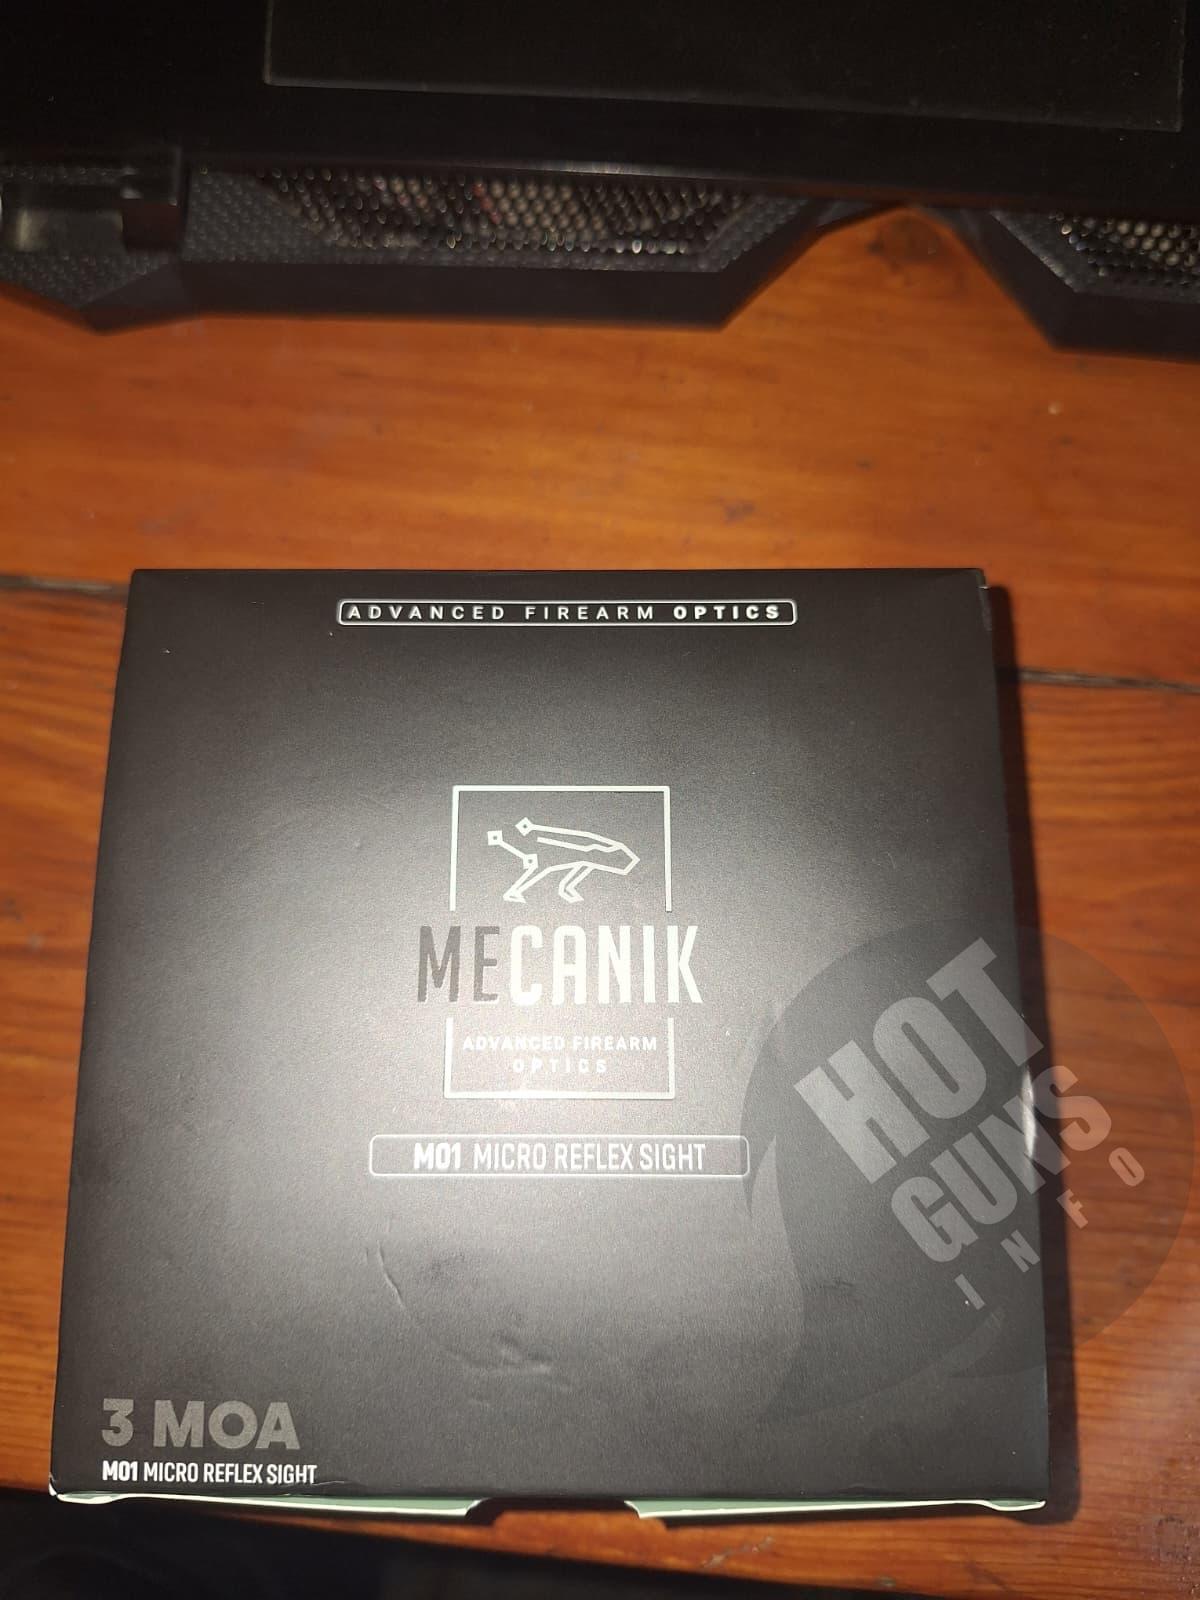 ADVANCED FIREARM OPTICS
MECANIK
ADVANCED FIREARM
OPTICS
M01 MICRO REFLEX SIGHT
HOT
GUNS
INFO
3 MOA
M01 MICRO REFLEX SIGHT